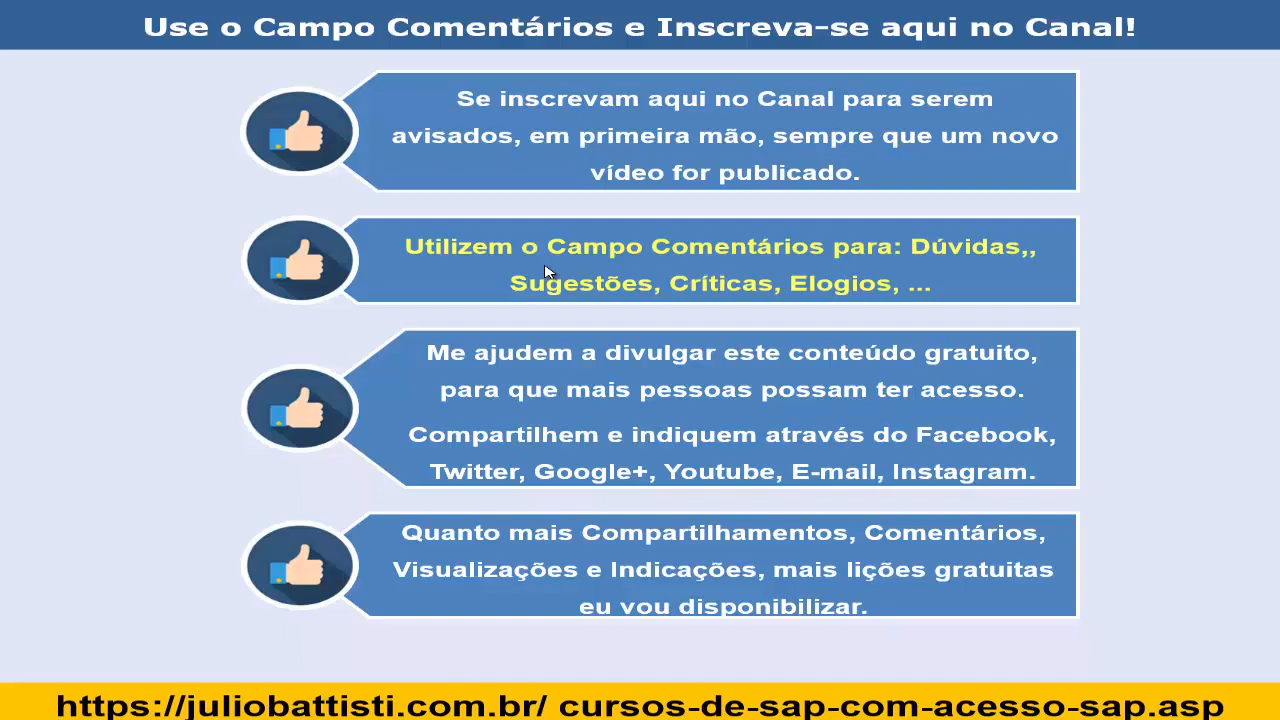 Use o Campo Comentários e Inscreva-se aqui no Canal!
Se inscrevam aqui no Canal para serem
avisados, em primeira mão, sempre que um novo
vídeo for publicado.
Utilizem o Campo Comentários para: Dúvidas,,
Sugestões, Críticas, Elogios, ...
Me ajudem a divulgar este conteúdo gratuito,
para que mais pessoas possam ter acesso.
Compartilhem e indiquem através do Facebook,
Twitter, Google+, Youtube, E-mail, Instagram.
Quanto mais Compartilhamentos, Comentários,
Visualizações e Indicações, mais lições gratuitas
eu vou disponibilizar.
https://juliobattisti.com.br/ cursos-de-sap-com-acesso-sap.asp